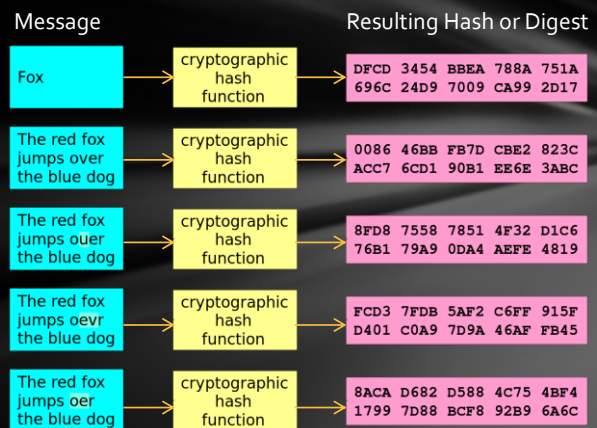 Message
Resulting Hash or Digest
Fox
cryptographic
hash
function
DFCD 3454 BBEA 788A 751A
696C 24D9 7009 CA99 2D17
The red fox
jumps over
the blue dog
cryptographic
hash
function
0086 46BB FB7D CBE2 823C
ACC7 6CD1 90B1 EE6E 3ABC
The red fox
jumps ouer
the blue dog
cryptographic
hash
function
8FD8 7558 7851 4F32 D1C6
76B1 79A9 0DA4 AEFE 4819
The red fox
jumps oevr
the blue dog
cryptographic
hash
function
FCD3 7FDB 5AF2 C6FF 915F
D401 C0A9 7D9A 46AF FB45
The red fox
jumps oer
the blue dog
cryptographic
hash
function
8ACA D682 D588 4C75 4BF4
1799 7D88 BCF8 92B9 6A6C